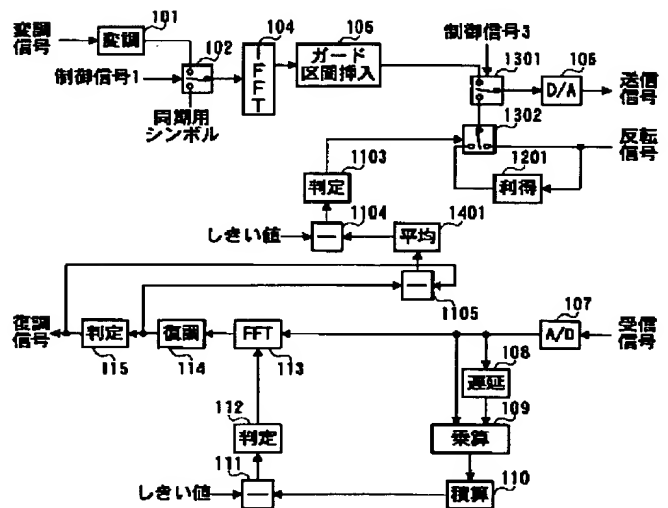 変調
信号
変調
101
102
制御信号1
同期用
シンボル
104
IFFT
106
ガード
区間挿入
制御信号3
1301
106
D/A
送信
信号
1302
反転
信号
1201
利得
1103
判定
1104
しきい値
―
1401
平均
―
1105
復調
信号
判定
115
復調
114
FFT
113
107
A/D
受信
信号
108
遅延
109
乗算
112
判定
111
しきい値
―
110
積算